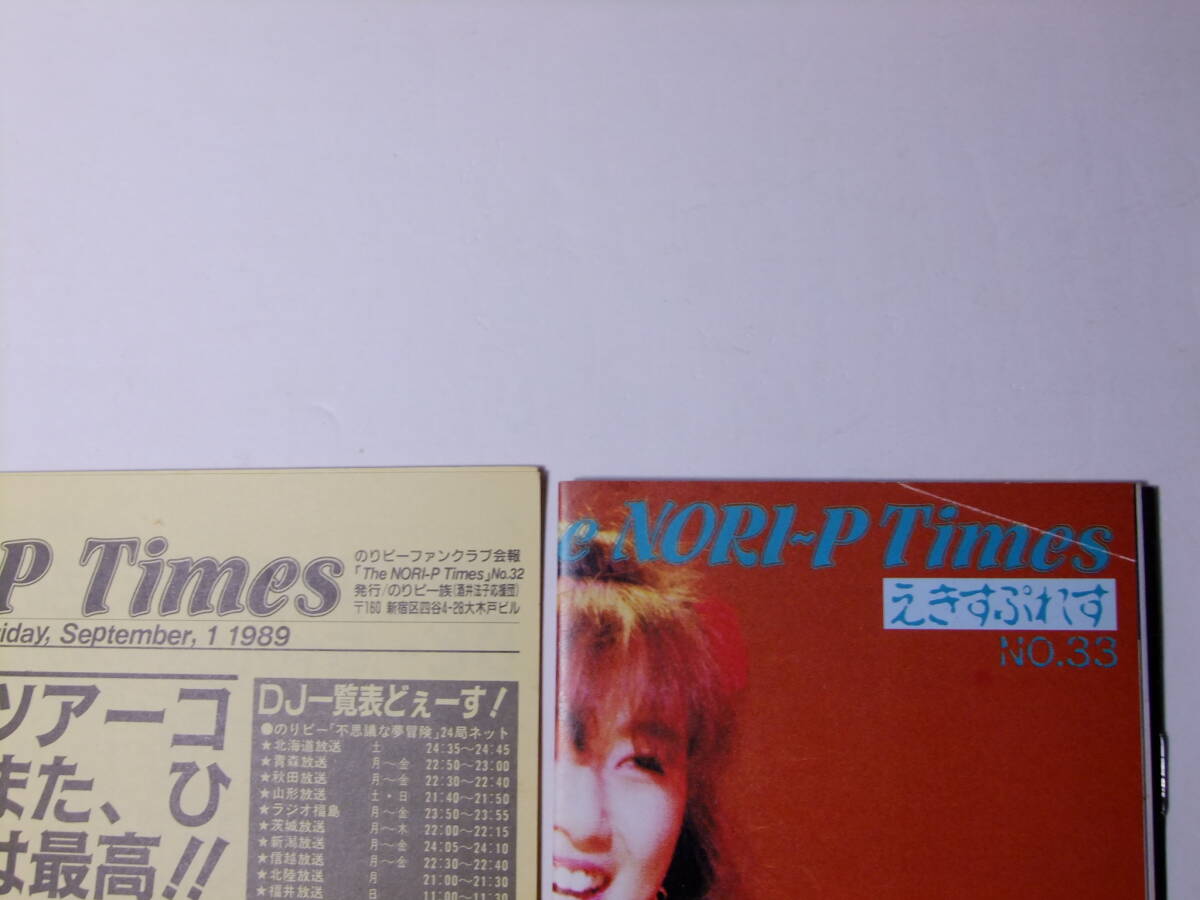 P Times
のりピーファンクラブ会報
「The NORI-P Times」No.32
発行/のりピー族(酒井法子応援団)
〒160 新宿区四谷4-28大木戸ビル
riday, September, 1 1989
ツアーコ
また、ひ
は最高!!
DJ一覧表どぇーす!
●のりピー「不思議な夢冒険」24局ネット
★北海道放送 土 24:35〜24:45
★青森放送 月〜金 22:50〜23:00
★秋田放送 月〜金 22:30〜22:40
★山形放送 土・日 21:40〜21:50
★ラジオ福島 月〜金 23:50〜23:55
★茨城放送 月〜木 22:00〜22:15
★新潟放送 月〜金 24:05〜24:10
★信越放送 月〜金 22:30〜22:40
★北陸放送 月 21:00〜21:30
★福井放送 日 11:00〜11:30
e NORI~P Times
えきすぷれす
NO.33